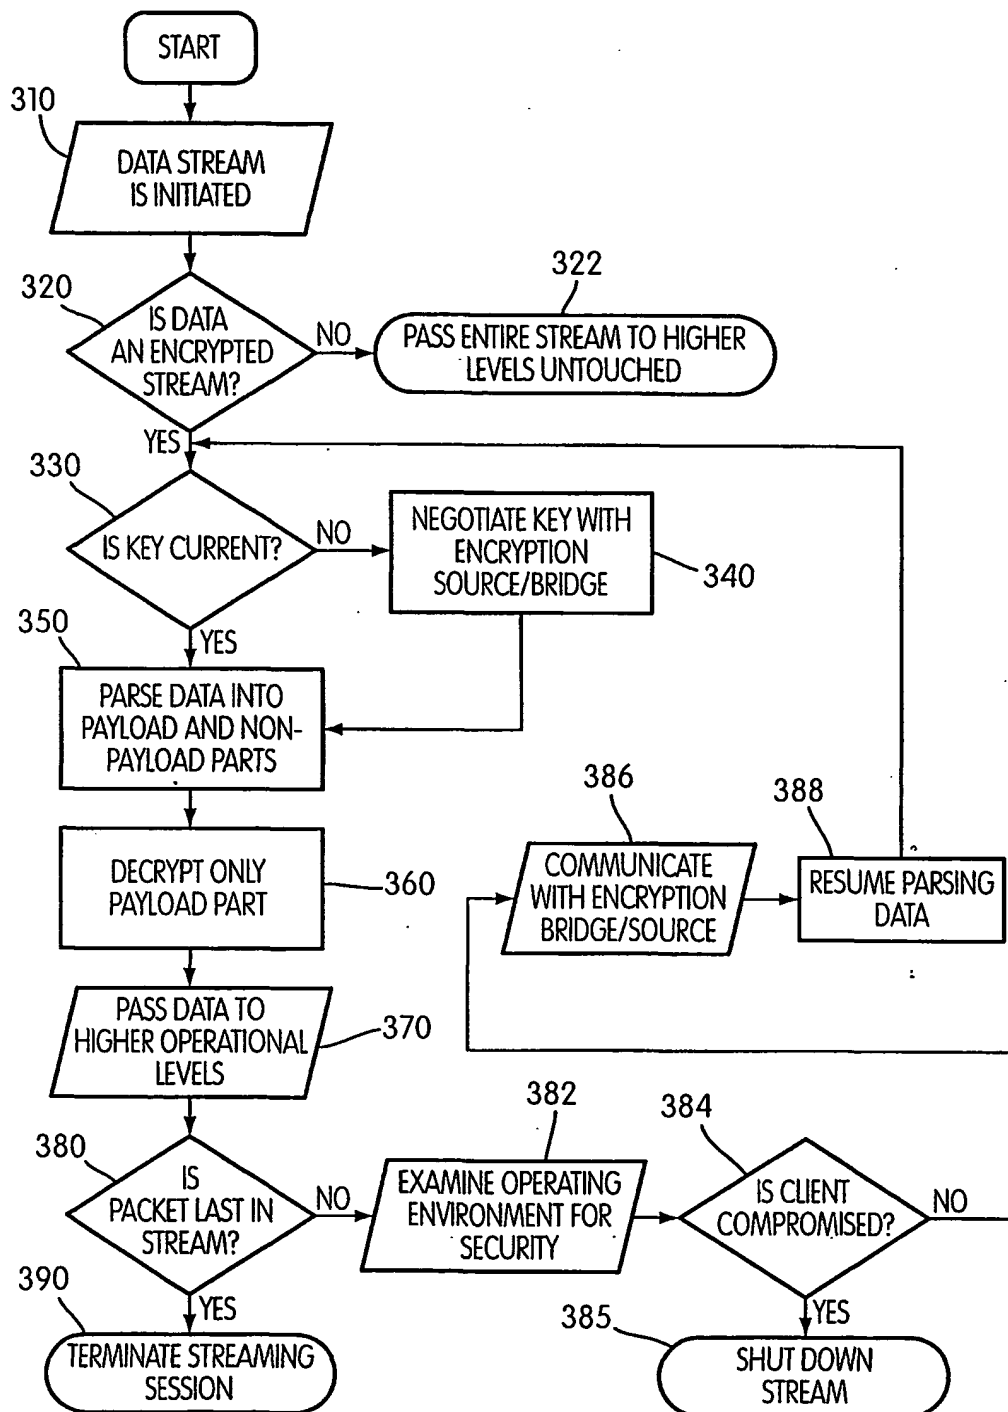 START
310
DATA STREAM
IS INITIATED
320
IS DATA
AN ENCRYPTED
STREAM?
NO
322
PASS ENTIRE STREAM TO HIGHER
LEVELS UNTOUCHED
YES
330
IS KEY CURRENT?
NO
NEGOTIATE KEY WITH
ENCRYPTION
SOURCE/BRIDGE
340
YES
350
PARSE DATA INTO
PAYLOAD AND NON-
PAYLOAD PARTS
DECRYPT ONLY
PAYLOAD PART
360
PASS DATA TO
HIGHER OPERATIONAL
LEVELS
370
380
IS
PACKET LAST IN
STREAM?
NO
382
EXAMINE OPERATING
ENVIRONMENT FOR
SECURITY
384
IS CLIENT
COMPROMISED?
NO
386
COMMUNICATE
WITH ENCRYPTION
BRIDGE/SOURCE
388
RESUME PARSING
DATA
YES
390
TERMINATE STREAMING
SESSION
YES
385
SHUT DOWN
STREAM